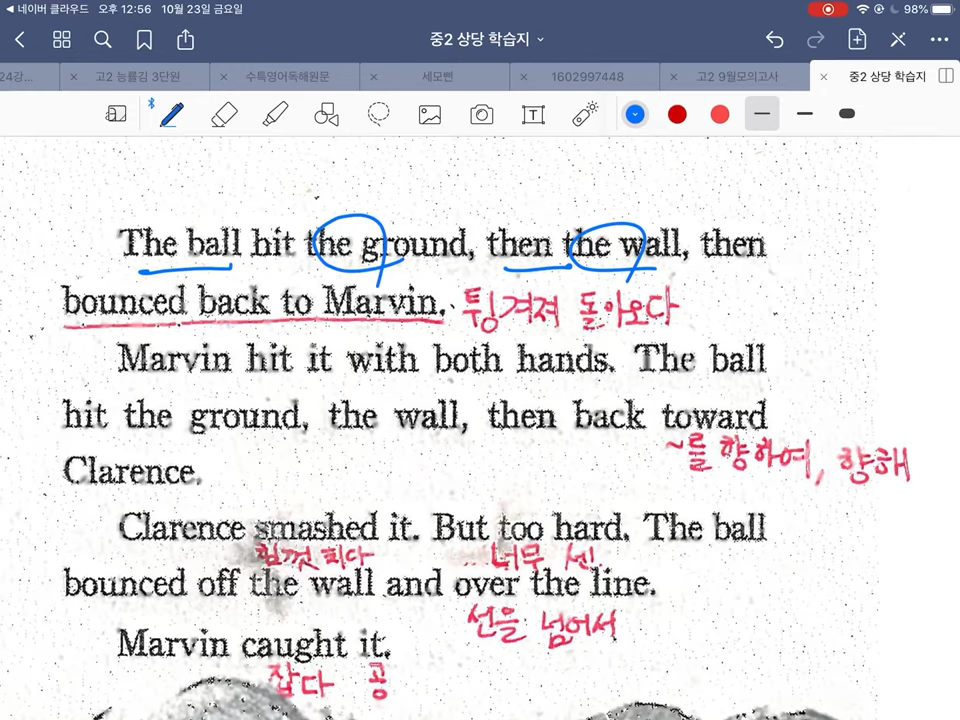 네이버 클라우드 오후 12:56 10월 23일 금요일 98%
중2 상당 학습지
24강... 고2 능률김 3단원 수특영어독해원문 세모뻔 1602997448 고2 9월모의고사 중2 상당 학습지
The ball hit the ground, then the wall, then
bounced back to Marvin. 튕겨져 돌아오다
Marvin hit it with both hands. The ball
hit the ground, the wall, then back toward
~를 향하여, 향해
Clarence.
Clarence smashed it. But too hard. The ball
힘껏 치다 너무 센
bounced off the wall and over the line.
선을 넘어서
Marvin caught it.
잡다 공